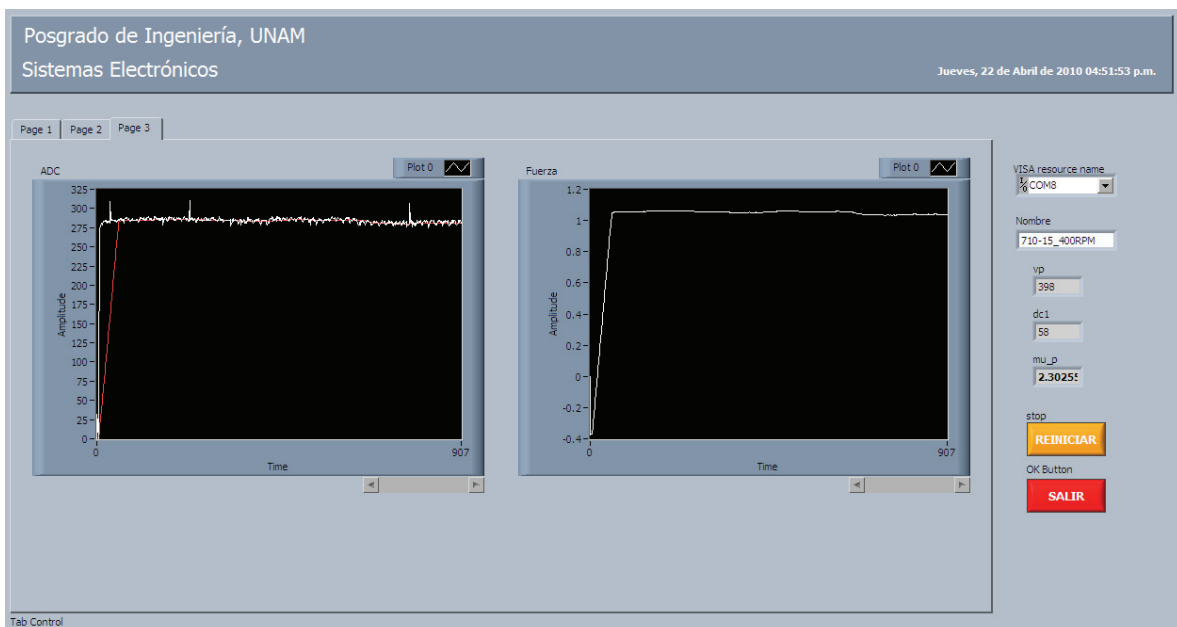 Posgrado de Ingeniería, UNAM
Sistemas Electrónicos
Jueves, 22 de Abril de 2010 04:51:53 p.m.
Page 1 Page 2 Page 3
ADC
Plot 0
325
300
275
250
225
200
175
150
125
100
75
50
25
0
Amplitude
0
907
Time
Fuerza
Plot 0
1.2
1
0.8
0.6
0.4
0.2
0
-0.2
-0.4
Amplitude
0
907
Time
VISA resource name
I/O COM8
Nombre
710-15_400RPM
vp
398
dc1
58
mu_p
2.3025
stop
REINICIAR
OK Button
SALIR
Tab Control